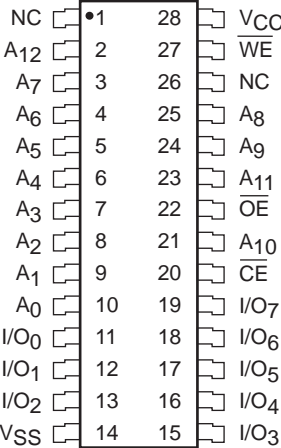 NC 1 28 VCC
A12 2 27 WE
A7 3 26 NC
A6 4 25 A8
A5 5 24 A9
A4 6 23 A11
A3 7 22 OE
A2 8 21 A10
A1 9 20 CE
A0 10 19 I/O7
I/O0 11 18 I/O6
I/O1 12 17 I/O5
I/O2 13 16 I/O4
VSS 14 15 I/O3